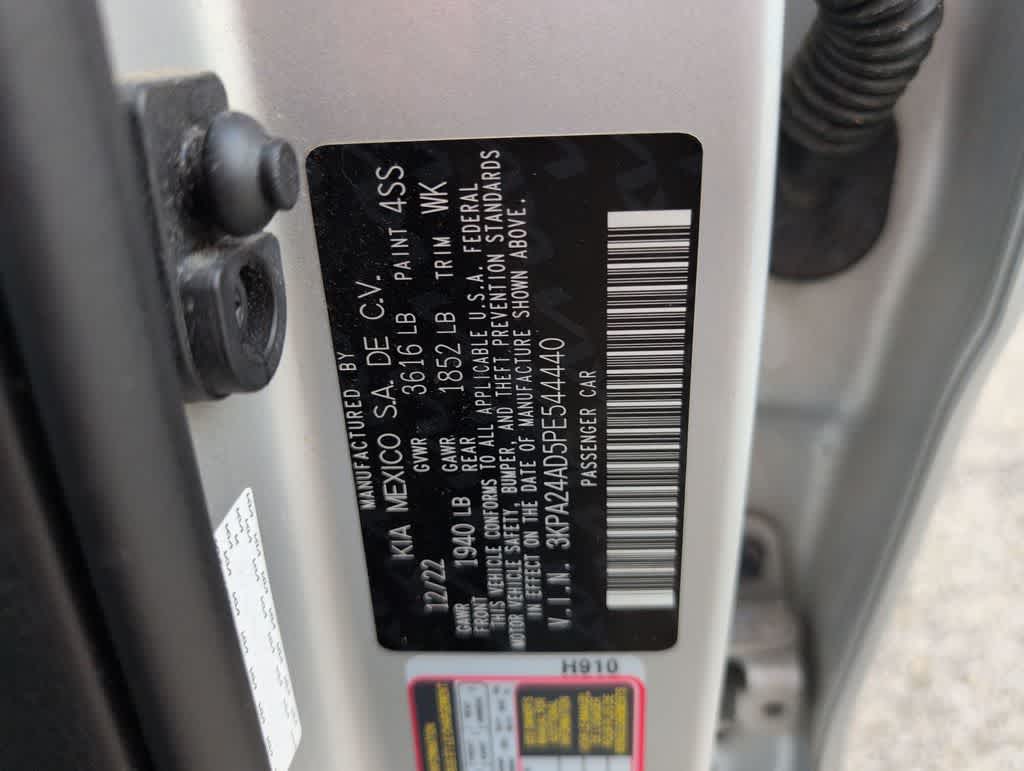 MANUFACTURED BY
12/22 KIA MEXICO S.A. DE C.V.
GVWR 3616 LB PAINT 4SS
GAWR FRONT 1940 LB GAWR REAR 1852 LB TRIM WK
THIS VEHICLE CONFORMS TO ALL APPLICABLE U.S.A. FEDERAL
MOTOR VEHICLE SAFETY, BUMPER, AND THEFT PREVENTION STANDARDS
IN EFFECT ON THE DATE OF MANUFACTURE SHOWN ABOVE.
V.I.N. 3KPA24AD5PE544440
PASSENGER CAR
H910